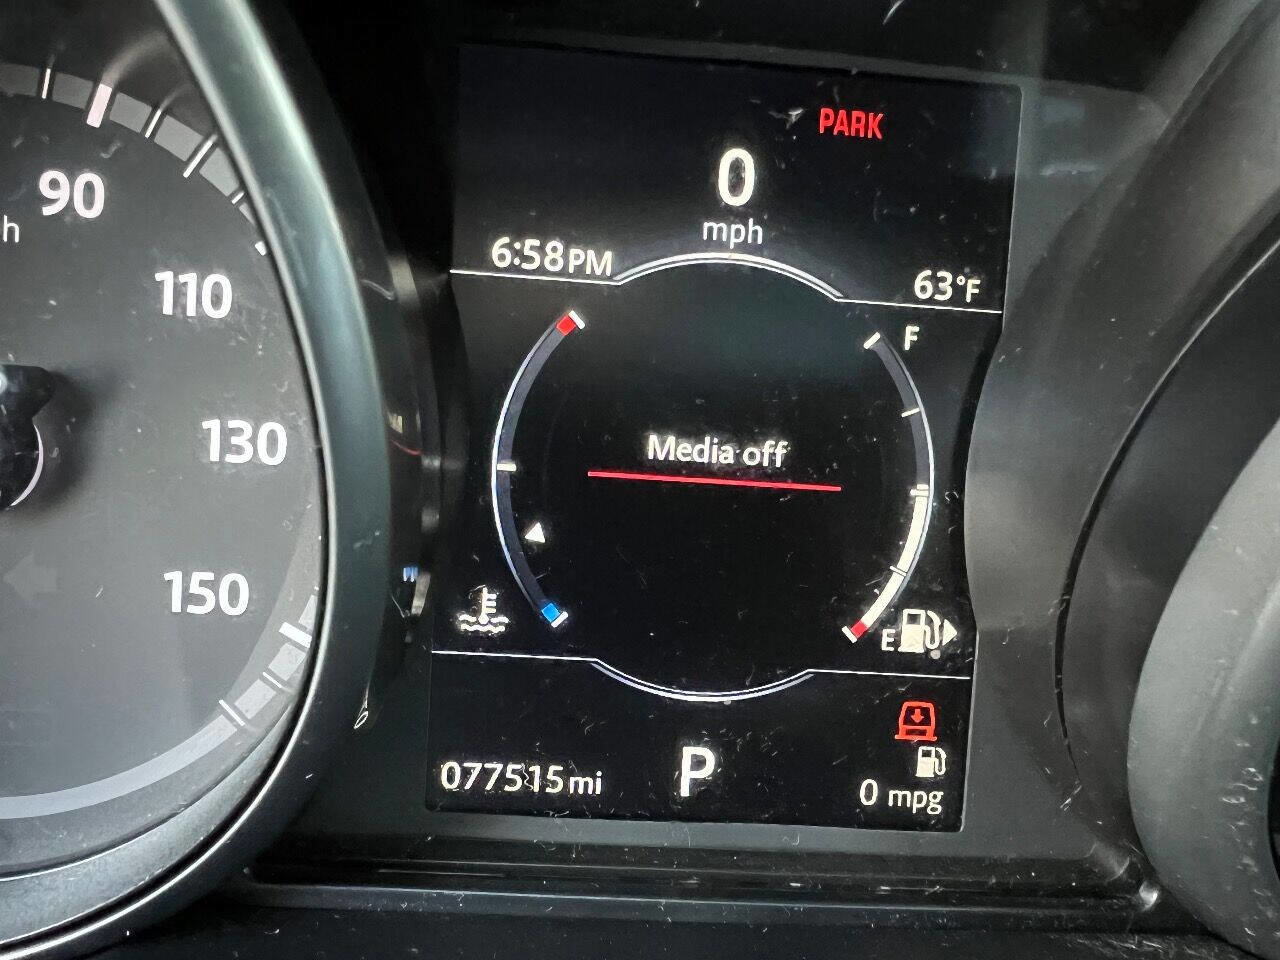 PARK
0
mph
6:58PM
63°F
F
Media off
E
077515mi
P
0 mpg
90
h
110
130
150